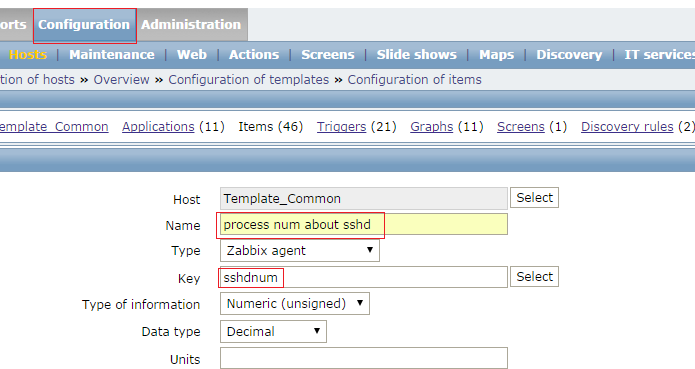 orts Configuration Administration
Hosts | Maintenance | Web | Actions | Screens | Slide shows | Maps | Discovery | IT services
tion of hosts » Overview » Configuration of templates » Configuration of items
emplate_Common Applications (11) Items (46) Triggers (21) Graphs (11) Screens (1) Discovery rules (2)
Host Template_Common Select
Name process num about sshd
Type Zabbix agent
Key sshdnum Select
Type of information Numeric (unsigned)
Data type Decimal
Units